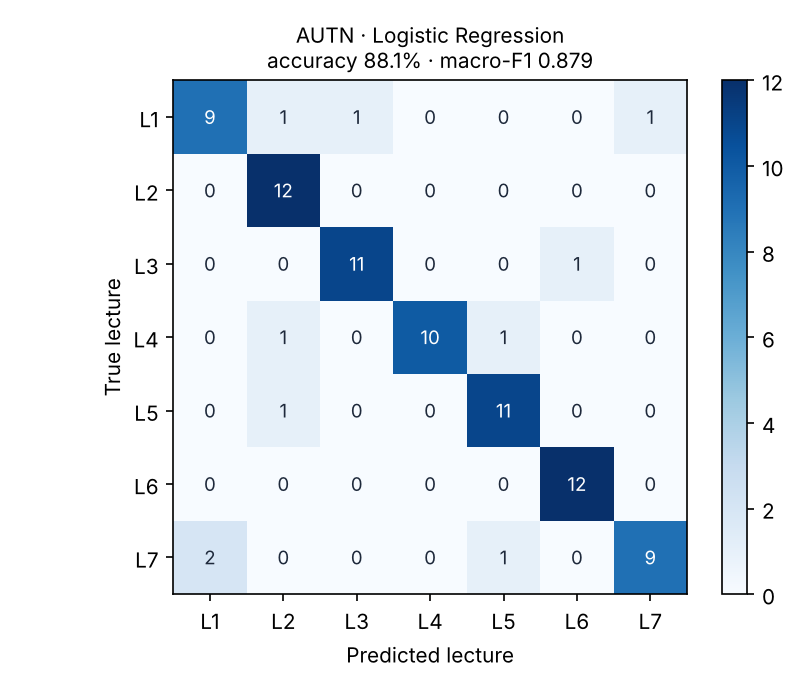 AUTN · Logistic Regression
accuracy 88.1% · macro-F1 0.879
True lecture
L1 9 1 1 0 0 0 1
L2 0 12 0 0 0 0 0
L3 0 0 11 0 0 1 0
L4 0 1 0 10 1 0 0
L5 0 1 0 0 11 0 0
L6 0 0 0 0 0 12 0
L7 2 0 0 0 1 0 9
L1 L2 L3 L4 L5 L6 L7
Predicted lecture
12
10
8
6
4
2
0